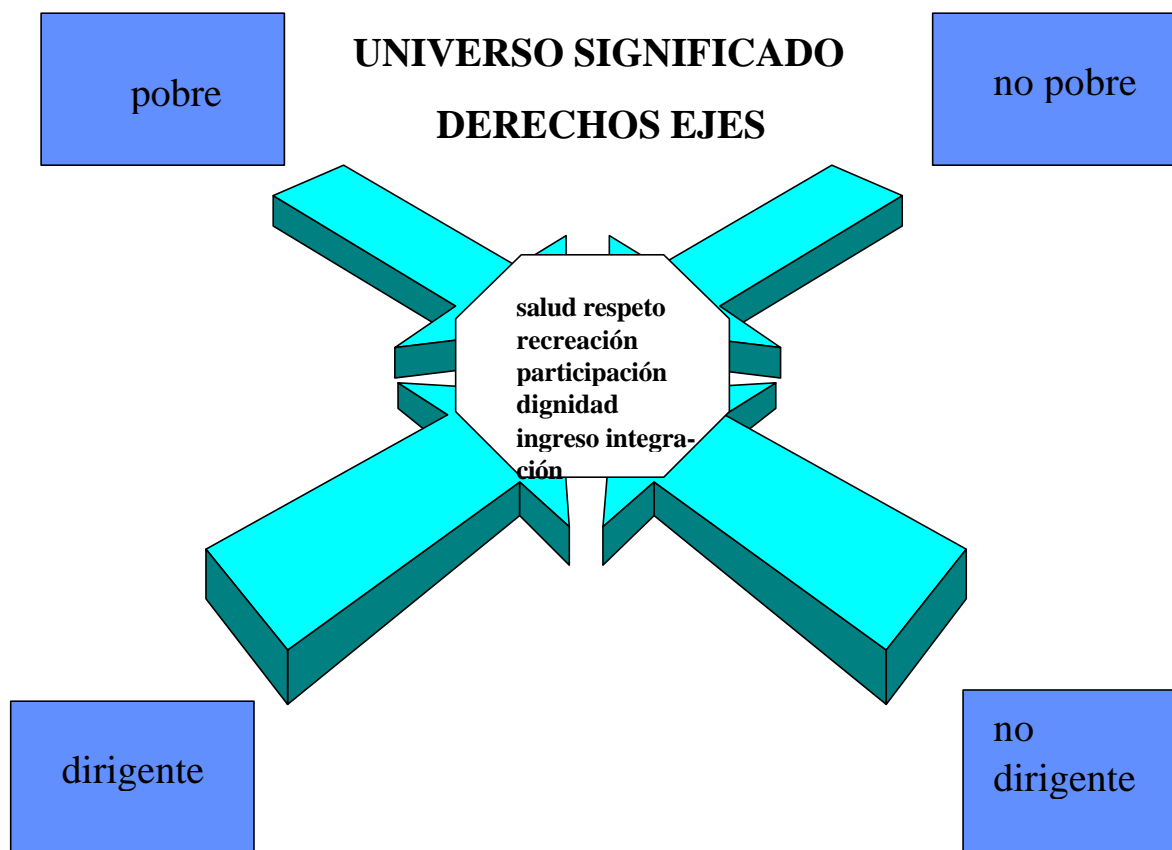 UNIVERSO SIGNIFICADO
DERECHOS EJES
pobre
no pobre
salud respeto
recreación
participación
dignidad
ingreso integra-
ción
dirigente
no
dirigente